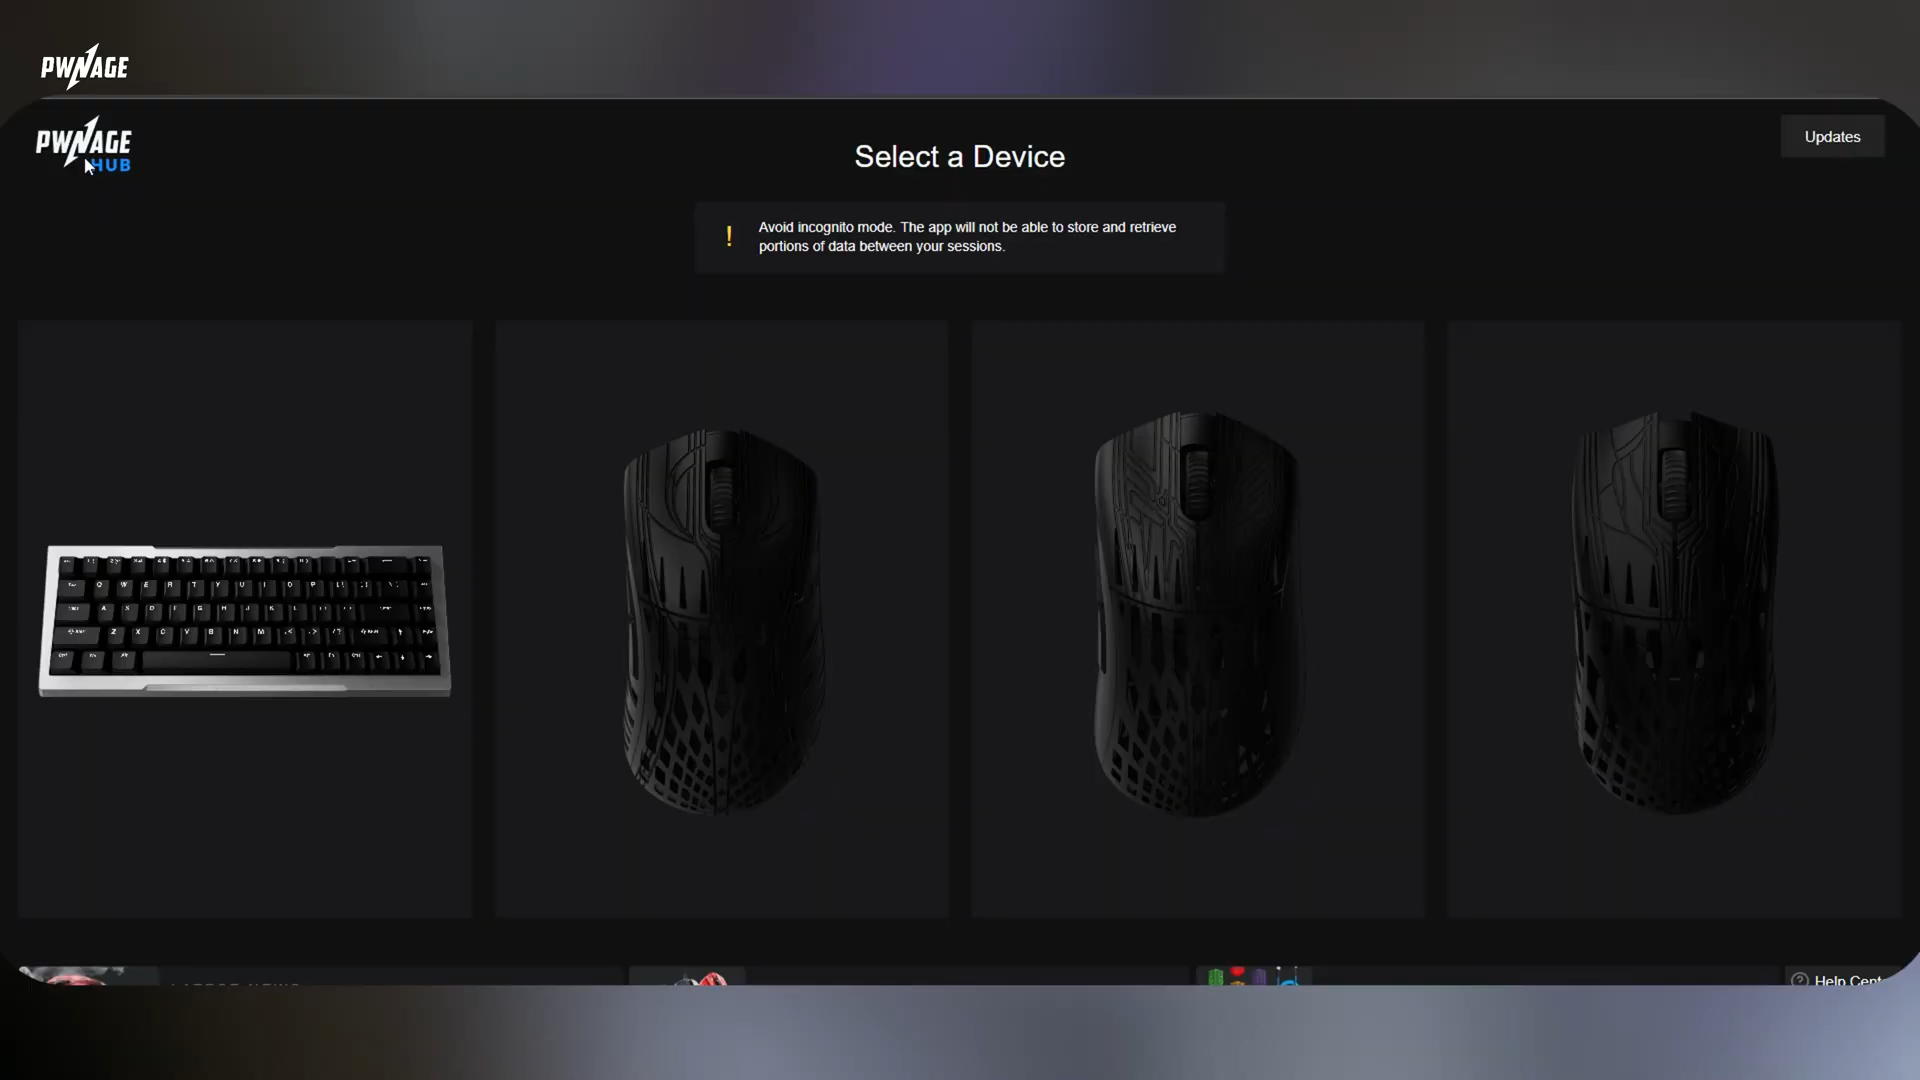 PWNAGE
PWNAGE
HUB
Select a Device
Updates
! Avoid incognito mode. The app will not be able to store and retrieve
portions of data between your sessions.
Help